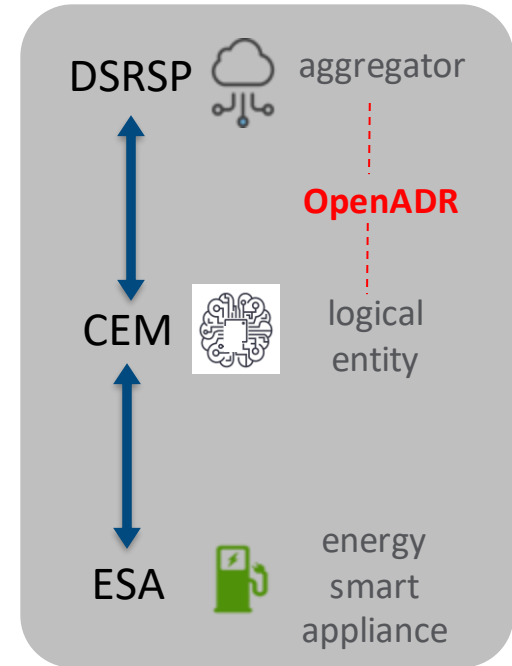 DSRSP
aggregator
OpenADR
CEM
logical
entity
ESA
energy
smart
appliance